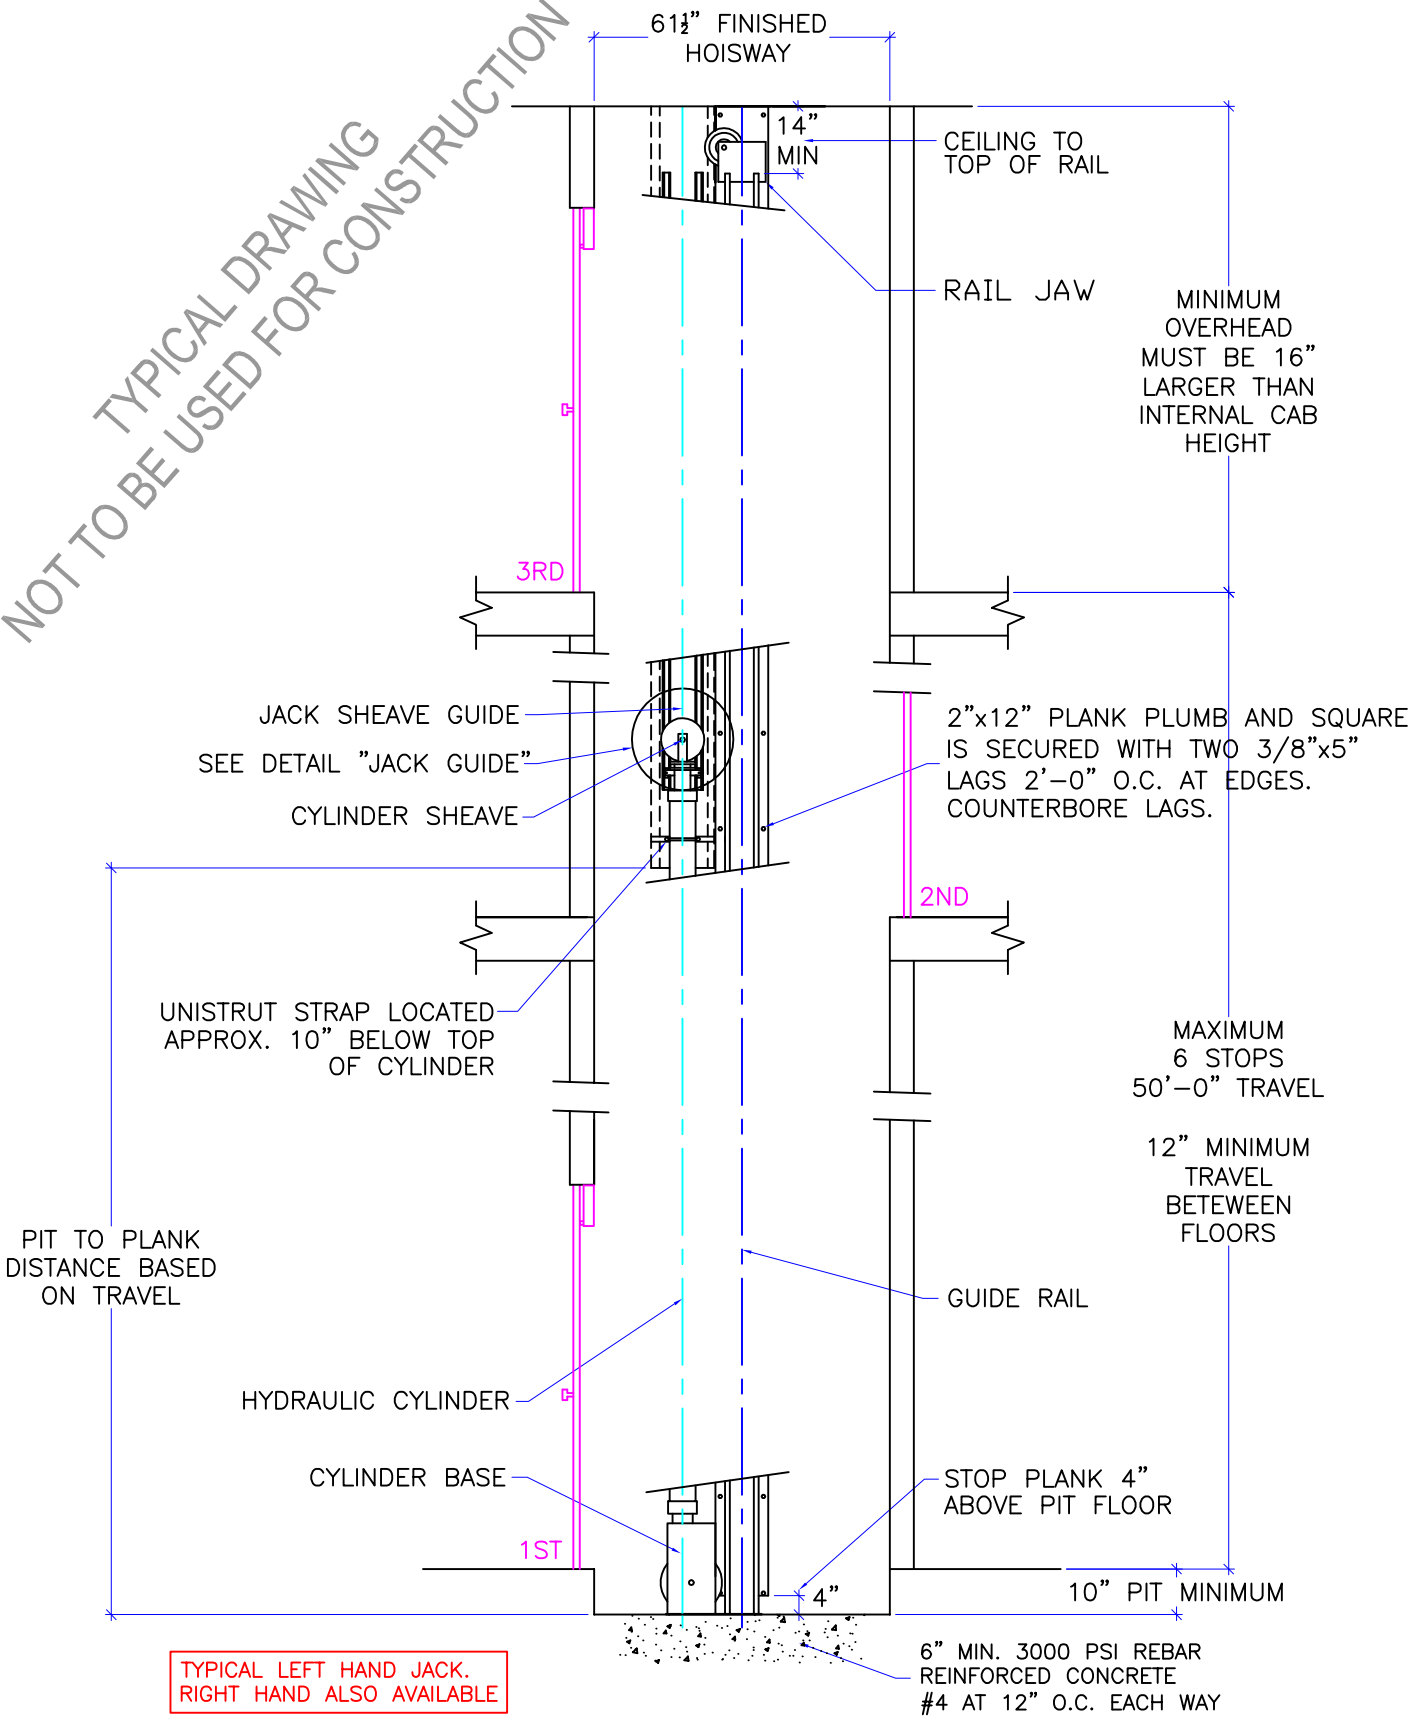 TYPICAL DRAWING
NOT TO BE USED FOR CONSTRUCTION
61½" FINISHED
HOISWAY
14"
MIN
CEILING TO
TOP OF RAIL
RAIL JAW
MINIMUM
OVERHEAD
MUST BE 16"
LARGER THAN
INTERNAL CAB
HEIGHT
3RD
JACK SHEAVE GUIDE
SEE DETAIL "JACK GUIDE"
CYLINDER SHEAVE
2"x12" PLANK PLUMB AND SQUARE
IS SECURED WITH TWO 3/8"x5"
LAGS 2'-0" O.C. AT EDGES.
COUNTERBORE LAGS.
2ND
UNISTRUT STRAP LOCATED
APPROX. 10" BELOW TOP
OF CYLINDER
MAXIMUM
6 STOPS
50'-0" TRAVEL
12" MINIMUM
TRAVEL
BETEWEEN
FLOORS
PIT TO PLANK
DISTANCE BASED
ON TRAVEL
GUIDE RAIL
HYDRAULIC CYLINDER
CYLINDER BASE
STOP PLANK 4"
ABOVE PIT FLOOR
1ST
4"
10" PIT MINIMUM
6" MIN. 3000 PSI REBAR
REINFORCED CONCRETE
#4 AT 12" O.C. EACH WAY
TYPICAL LEFT HAND JACK.
RIGHT HAND ALSO AVAILABLE